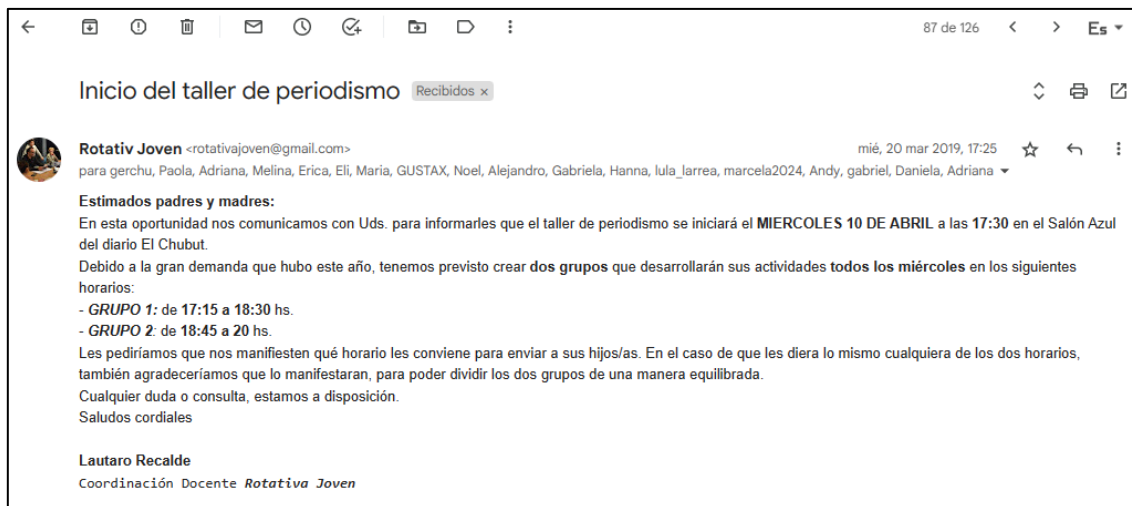 87 de 126
Es
Inicio del taller de periodismo Recibidos x
Rotativ Joven <rotativajoven@gmail.com> mié, 20 mar 2019, 17:25
para gerchu, Paola, Adriana, Melina, Erica, Eli, Maria, GUSTAX, Noel, Alejandro, Gabriela, Hanna, lula_larrea, marcela2024, Andy, gabriel, Daniela, Adriana
Estimados padres y madres:
En esta oportunidad nos comunicamos con Uds. para informarles que el taller de periodismo se iniciará el MIERCOLES 10 DE ABRIL a las 17:30 en el Salón Azul
del diario El Chubut.
Debido a la gran demanda que hubo este año, tenemos previsto crear dos grupos que desarrollarán sus actividades todos los miércoles en los siguientes
horarios:
- GRUPO 1: de 17:15 a 18:30 hs.
- GRUPO 2: de 18:45 a 20 hs.
Les pediríamos que nos manifiesten qué horario les conviene para enviar a sus hijos/as. En el caso de que les diera lo mismo cualquiera de los dos horarios,
también agradeceríamos que lo manifestaran, para poder dividir los dos grupos de una manera equilibrada.
Cualquier duda o consulta, estamos a disposición.
Saludos cordiales
Lautaro Recalde
Coordinación Docente Rotativa Joven